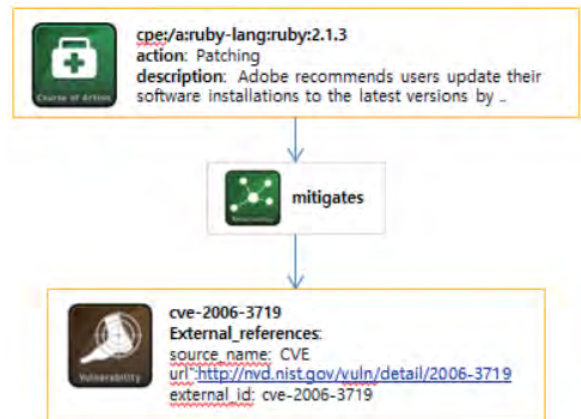 cpe:/a:ruby-lang:ruby:2.1.3
action: Patching
description: Adobe recommends users update their
software installations to the latest versions by ..
Course of Action
mitigates
cve-2006-3719
External_references:
source_name: CVE
url":http://nvd.nist.gov/vuln/detail/2006-3719
external_id: cve-2006-3719
Vulnerability